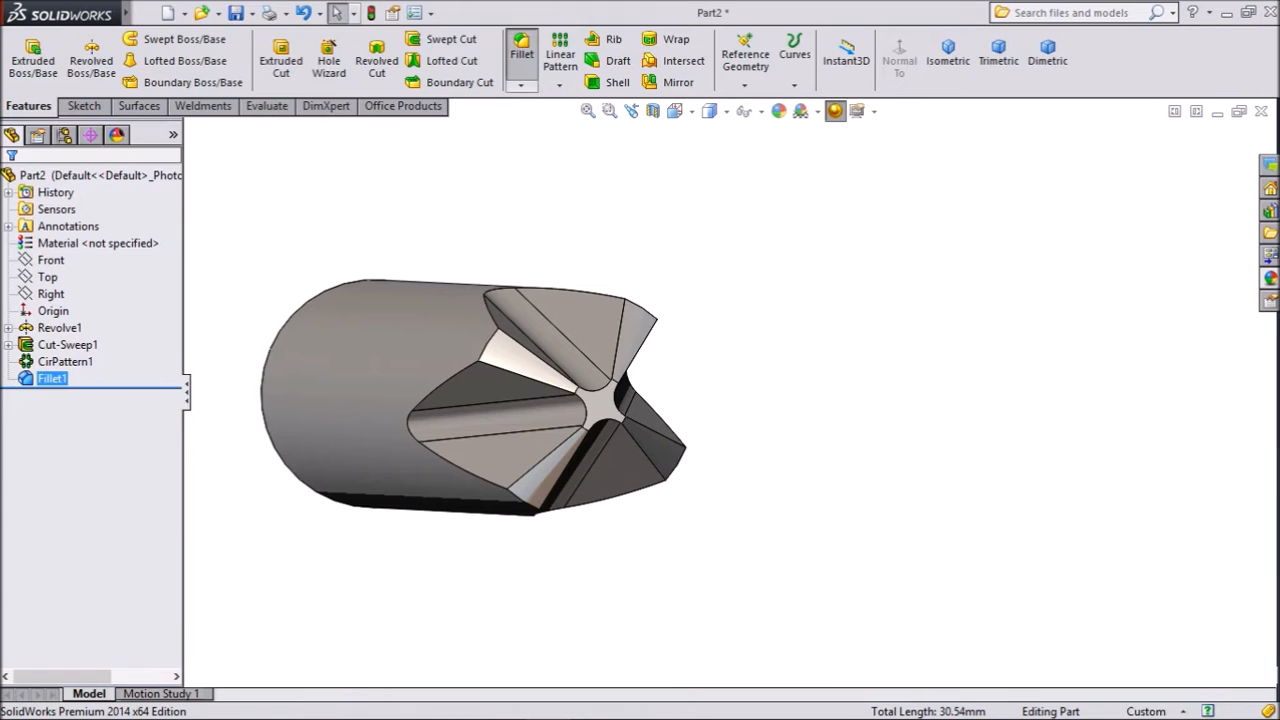 SOLIDWORKS
Part2 *
Search files and models
Extruded Boss/Base
Revolved Boss/Base
Swept Boss/Base
Lofted Boss/Base
Boundary Boss/Base
Extruded Cut
Hole Wizard
Revolved Cut
Swept Cut
Lofted Cut
Boundary Cut
Fillet
Linear Pattern
Rib
Draft
Shell
Wrap
Intersect
Mirror
Reference Geometry
Curves
Instant3D
Normal To
Isometric
Trimetric
Dimetric
Features
Sketch
Surfaces
Weldments
Evaluate
DimXpert
Office Products
Part2 (Default<<Default>_Photo
History
Sensors
Annotations
Material <not specified>
Front
Top
Right
Origin
Revolve1
Cut-Sweep1
CirPattern1
Fillet1
Model
Motion Study 1
SolidWorks Premium 2014 x64 Edition
Total Length: 30.54mm
Editing Part
Custom